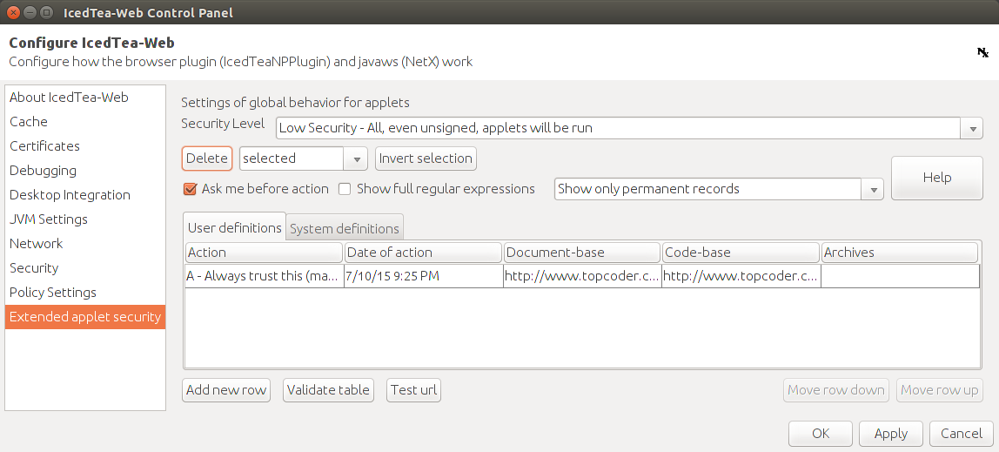 IcedTea-Web Control Panel
Configure IcedTea-Web
Configure how the browser plugin (IcedTeaNPPlugin) and javaws (NetX) work
About IcedTea-Web
Cache
Certificates
Debugging
Desktop Integration
JVM Settings
Network
Security
Policy Settings
Extended applet security
Settings of global behavior for applets
Security Level Low Security - All, even unsigned, applets will be run
Delete selected Invert selection
Help
Ask me before action Show full regular expressions Show only permanent records
User definitions System definitions
Action Date of action Document-base Code-base Archives
A - Always trust this (ma... 7/10/15 9:25 PM http://www.topcoder.c... http://www.topcoder.c...
Add new row Validate table Test url Move row down Move row up
OK Apply Cancel